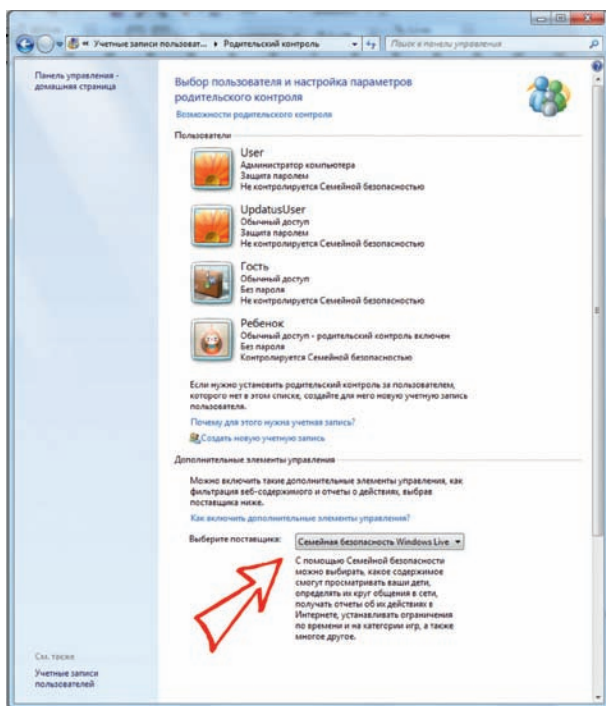 Учетные записи пользоват... ▸ Родительский контроль
Поиск в панели управления
Панель управления -
домашняя страница
Выбор пользователя и настройка параметров
родительского контроля
Возможности родительского контроля
Пользователи
User
Администратор компьютера
Защита паролем
Не контролируется Семейной безопасностью
UpdatusUser
Обычный доступ
Защита паролем
Не контролируется Семейной безопасностью
Гость
Обычный доступ
Без пароля
Не контролируется Семейной безопасностью
Ребенок
Обычный доступ - родительский контроль включен
Без пароля
Контролируется Семейной безопасностью
Если нужно установить родительский контроль за пользователем,
которого нет в этом списке, создайте для него новую учетную запись
пользователя.
Почему для этого нужна учетная запись?
Создать новую учетную запись
Дополнительные элементы управления
Можно включить такие дополнительные элементы управления, как
фильтрация веб-содержимого и отчеты о действиях, выбрав
поставщика ниже.
Как включить дополнительные элементы управления?
Выберите поставщика:
Семейная безопасность Windows Live
С помощью Семейной безопасности
можно выбирать, какое содержимое
смогут просматривать ваши дети,
определять их круг общения в сети,
получать отчеты об их действиях в
Интернете, устанавливать ограничения
по времени и на категории игр, а также
многое другое.
См. также
Учетные записи
пользователей